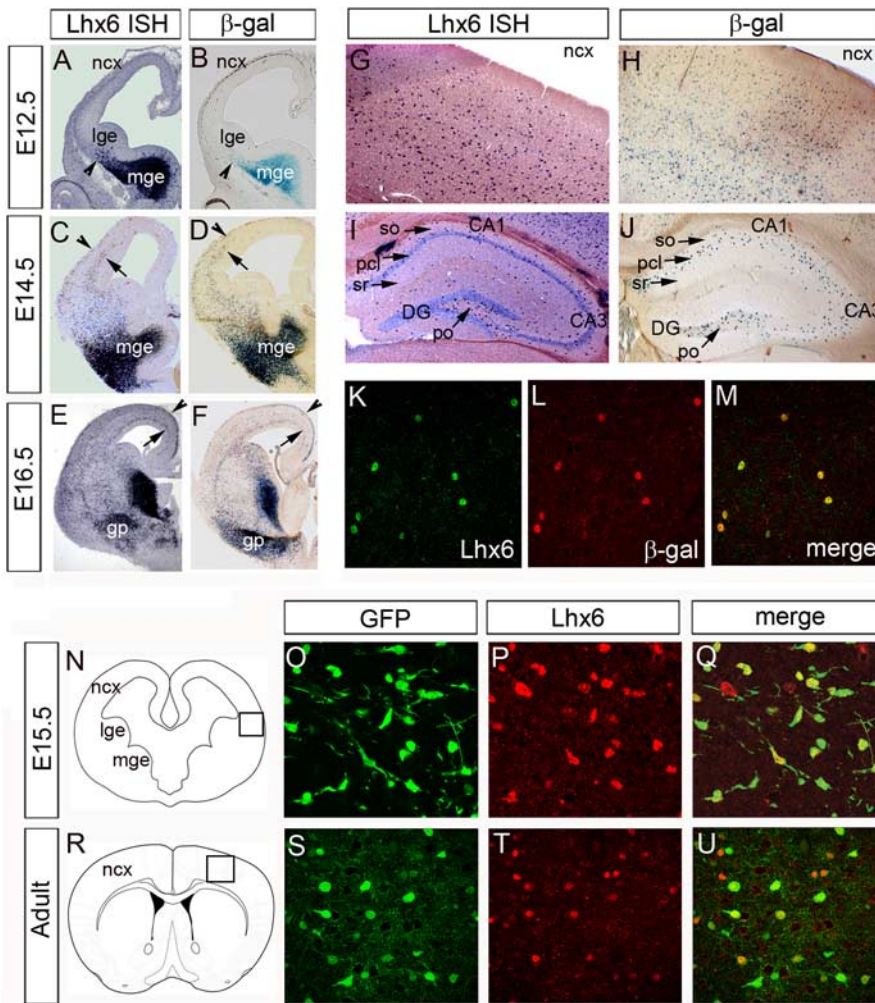 Lhx6 ISH
β-gal
Lhx6 ISH
β-gal
E12.5
A
ncx
lge
mge
B
ncx
lge
mge
G
ncx
H
ncx
E14.5
C
mge
D
mge
I
so
CA1
pcl
sr
DG
po
CA3
J
so
CA1
pcl
sr
DG
po
CA3
E16.5
E
gp
F
gp
K
Lhx6
L
β-gal
M
merge
GFP
Lhx6
merge
E15.5
N
ncx
lge
mge
O
P
Q
Adult
R
ncx
S
T
U